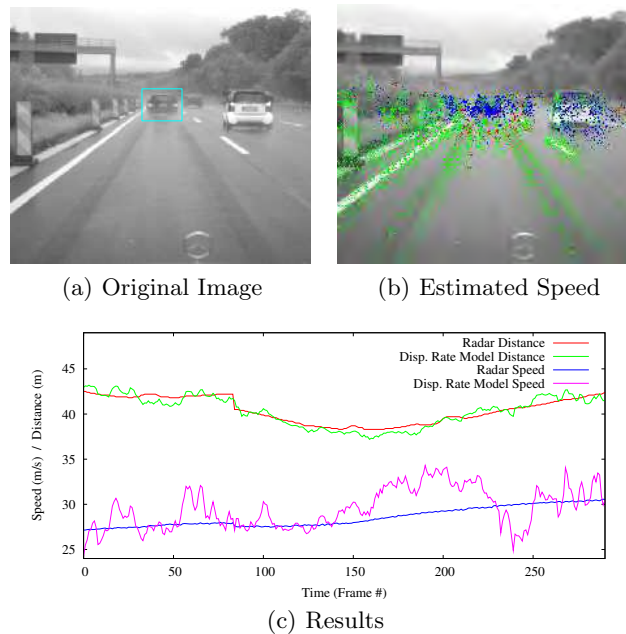 (a) Original Image
(b) Estimated Speed
Radar Distance
Disp. Rate Model Distance
Radar Speed
Disp. Rate Model Speed
45
40
35
30
25
Speed (m/s) / Distance (m)
0
50
100
150
200
250
Time (Frame #)
(c) Results